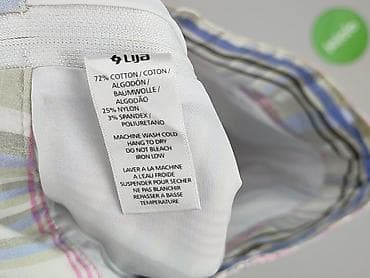 Lija
72% COTTON / COTON /
ALGODÓN /
BAUMWOLLE /
ALGODÃO
25% NYLON
3% SPANDEX /
POLIURETANO
MACHINE WASH COLD
HANG TO DRY
DO NOT BLEACH
IRON LOW
LAVER A LA MACHINE
A L'EAU FROIDE
SUSPENDRE POUR SECHER
NE PAS BLANCHIR
REPASSER A BASSE
TEMPERATURE